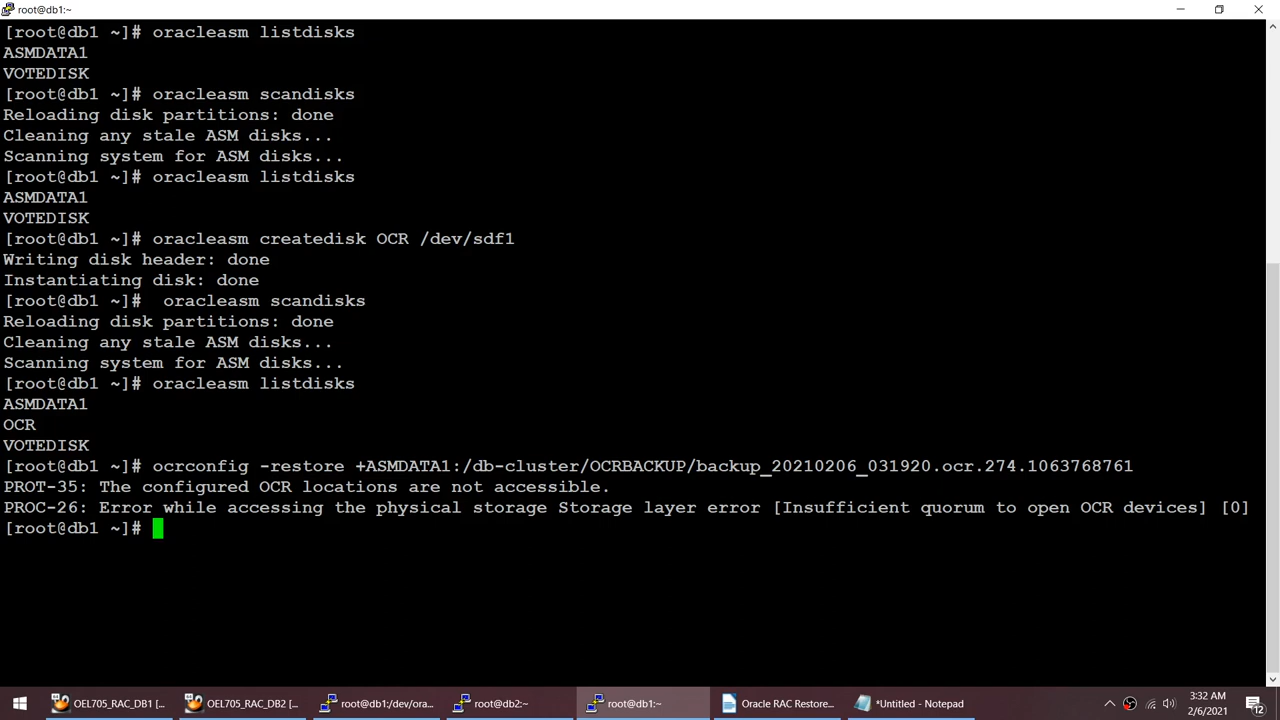 root@db1:~
[root@db1 ~]# oracleasm listdisks
ASMDATA1
VOTEDISK
[root@db1 ~]# oracleasm scandisks
Reloading disk partitions: done
Cleaning any stale ASM disks...
Scanning system for ASM disks...
[root@db1 ~]# oracleasm listdisks
ASMDATA1
VOTEDISK
[root@db1 ~]# oracleasm createdisk OCR /dev/sdf1
Writing disk header: done
Instantiating disk: done
[root@db1 ~]#  oracleasm scandisks
Reloading disk partitions: done
Cleaning any stale ASM disks...
Scanning system for ASM disks...
[root@db1 ~]# oracleasm listdisks
ASMDATA1
OCR
VOTEDISK
[root@db1 ~]# ocrconfig -restore +ASMDATA1:/db-cluster/OCRBACKUP/backup_20210206_031920.ocr.274.1063768761
PROT-35: The configured OCR locations are not accessible.
PROC-26: Error while accessing the physical storage Storage layer error [Insufficient quorum to open OCR devices] [0]
[root@db1 ~]#
OEL705_RAC_DB1 [... OEL705_RAC_DB2 [... root@db1:/dev/ora... root@db2:~ root@db1:~ Oracle RAC Restore... *Untitled - Notepad 3:32 AM
2/6/2021 12